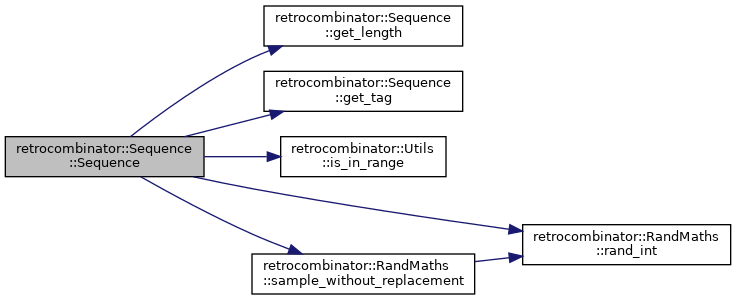 retrocombinator::Sequence
::get_length
retrocombinator::Sequence
::get_tag
retrocombinator::Sequence
::Sequence
retrocombinator::Utils
::is_in_range
retrocombinator::RandMaths
::rand_int
retrocombinator::RandMaths
::sample_without_replacement